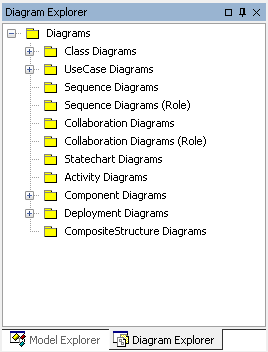 Diagram Explorer
Diagrams
Class Diagrams
UseCase Diagrams
Sequence Diagrams
Sequence Diagrams (Role)
Collaboration Diagrams
Collaboration Diagrams (Role)
Statechart Diagrams
Activity Diagrams
Component Diagrams
Deployment Diagrams
CompositeStructure Diagrams
Model Explorer Diagram Explorer